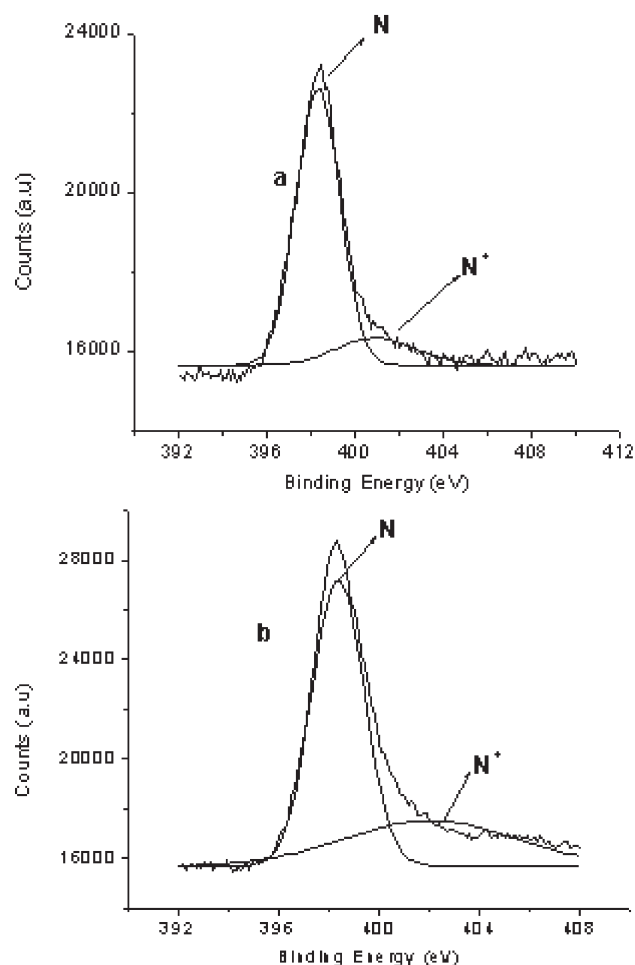 24000
N
a
20000
Counts (a.u)
N+
16000
392 396 400 404 408 412
Binding Energy (eV)
28000
N
b
24000
Counts (a.u)
20000
N+
16000
392 396 400 404 408
Binding Energy (eV)